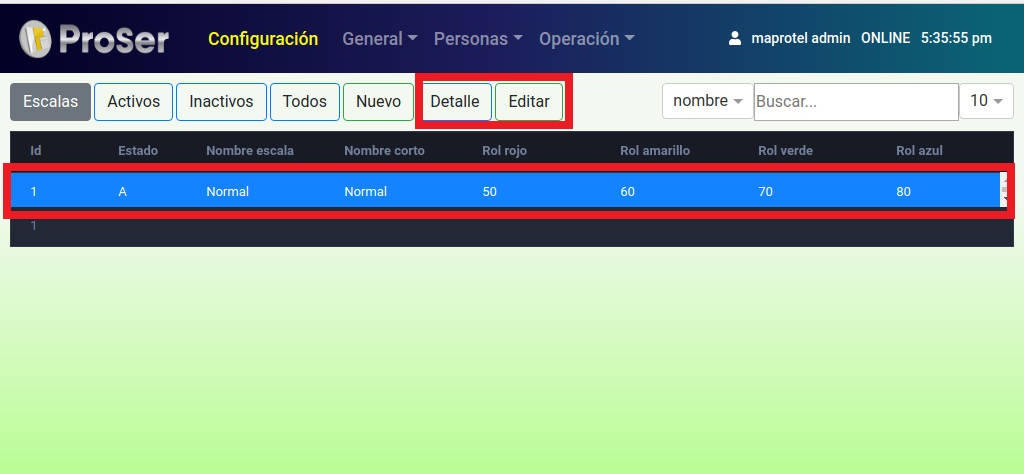 ProSer Configuración General Personas Operación maprotel admin ONLINE 5:35:55 pm
Escalas Activos Inactivos Todos Nuevo Detalle Editar nombre Buscar... 10
Id Estado Nombre escala Nombre corto Rol rojo Rol amarillo Rol verde Rol azul
1 A Normal Normal 50 60 70 80
1